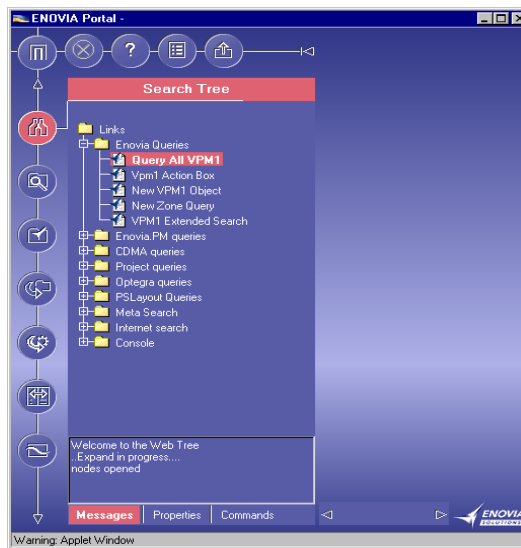 ENOVIA Portal -
?
Search Tree
Links
Enovia Queries
Query All VPM1
Vpm1 Action Box
New VPM1 Object
New Zone Query
VPM1 Extended Search
Enovia.PM queries
CDMA queries
Project queries
Optegra queries
PSLayout Queries
Meta Search
Internet search
Console
Welcome to the Web Tree
..Expand in progress....
nodes opened
Messages Properties Commands
ENOVIA
SOLUTIONS
Warning: Applet Window